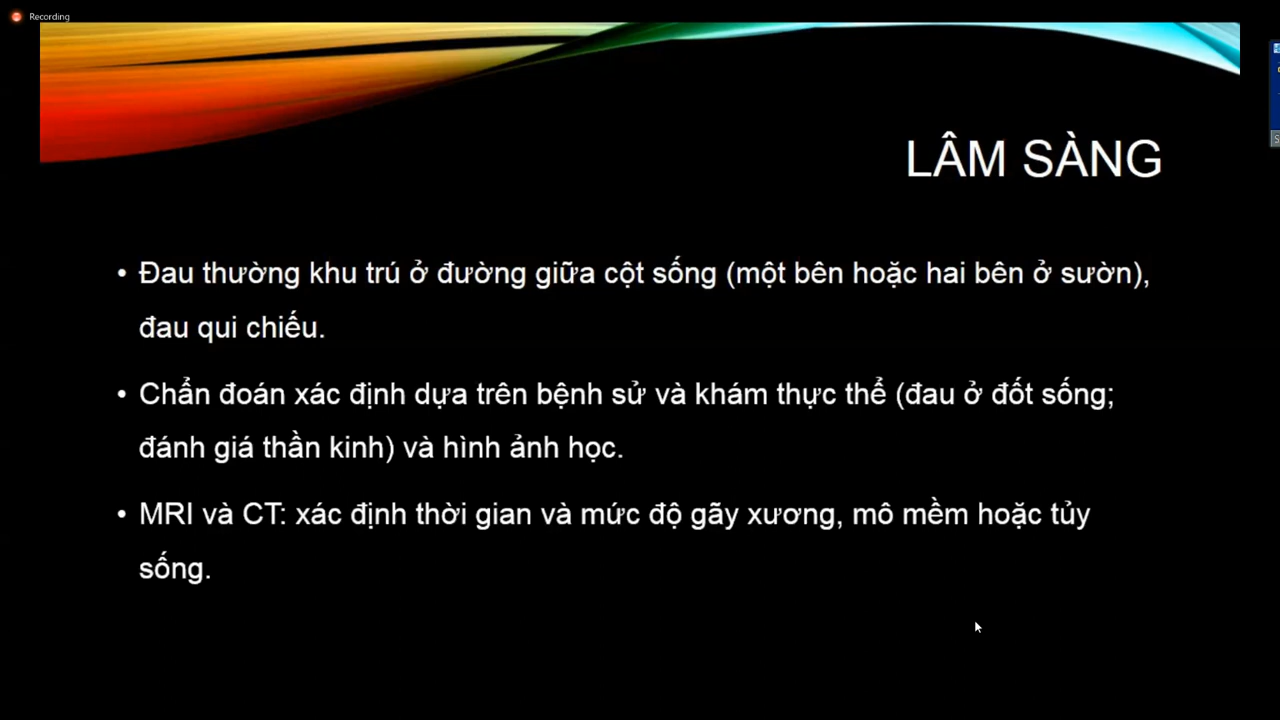 Recording
LÂM SÀNG
• Đau thường khu trú ở đường giữa cột sống (một bên hoặc hai bên ở sườn),
đau qui chiếu.
• Chẩn đoán xác định dựa trên bệnh sử và khám thực thể (đau ở đốt sống;
đánh giá thần kinh) và hình ảnh học.
• MRI và CT: xác định thời gian và mức độ gãy xương, mô mềm hoặc tủy
sống.